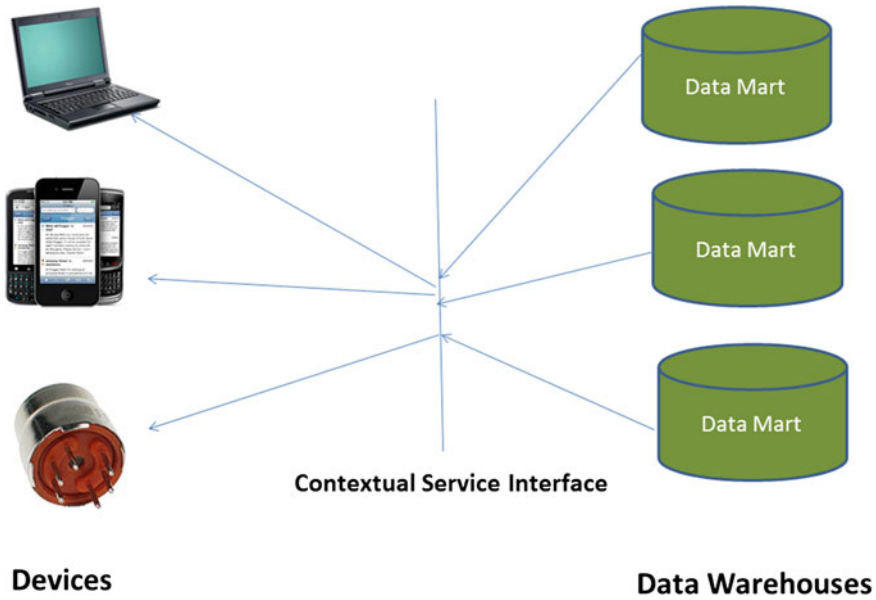 Data Mart
Data Mart
Data Mart
Contextual Service Interface
Devices
Data Warehouses